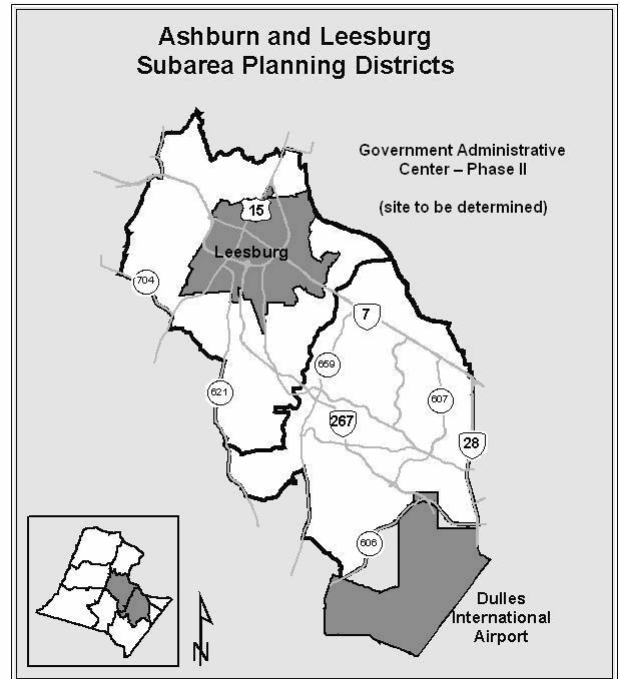 Ashburn and Leesburg
Subarea Planning Districts
Government Administrative
Center – Phase II
(site to be determined)
15
Leesburg
704
7
659
621
607
267
28
606
Dulles
International
Airport
N